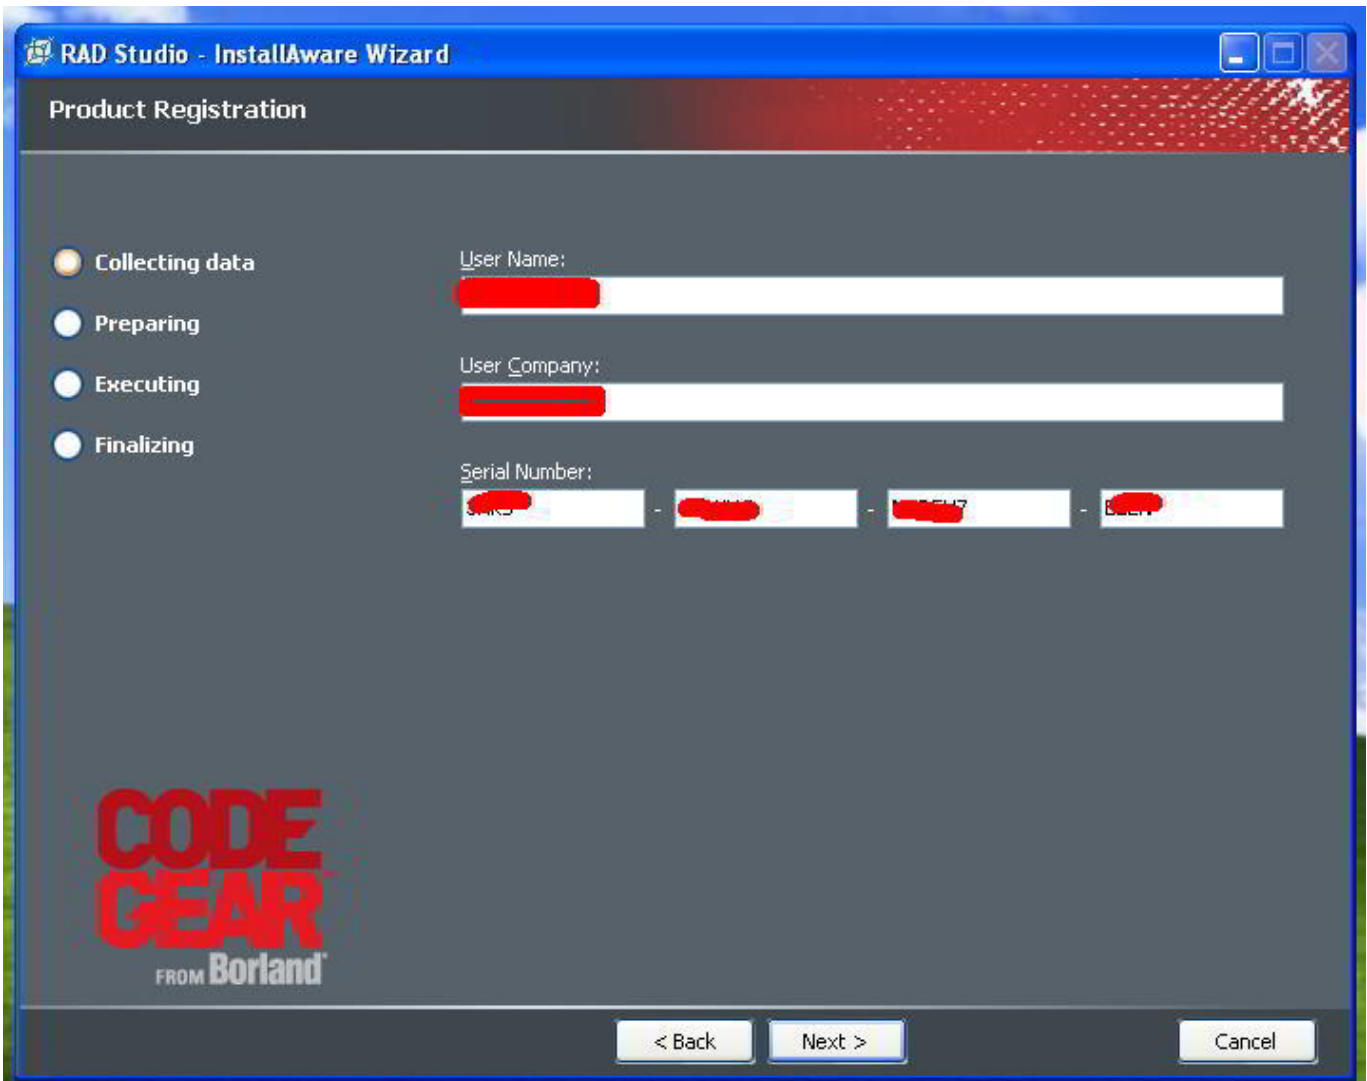 RAD Studio - InstallAware Wizard
Product Registration
Collecting data
Preparing
Executing
Finalizing
User Name:
User Company:
Serial Number:
- - -
CODE
GEAR
FROM Borland
< Back Next > Cancel